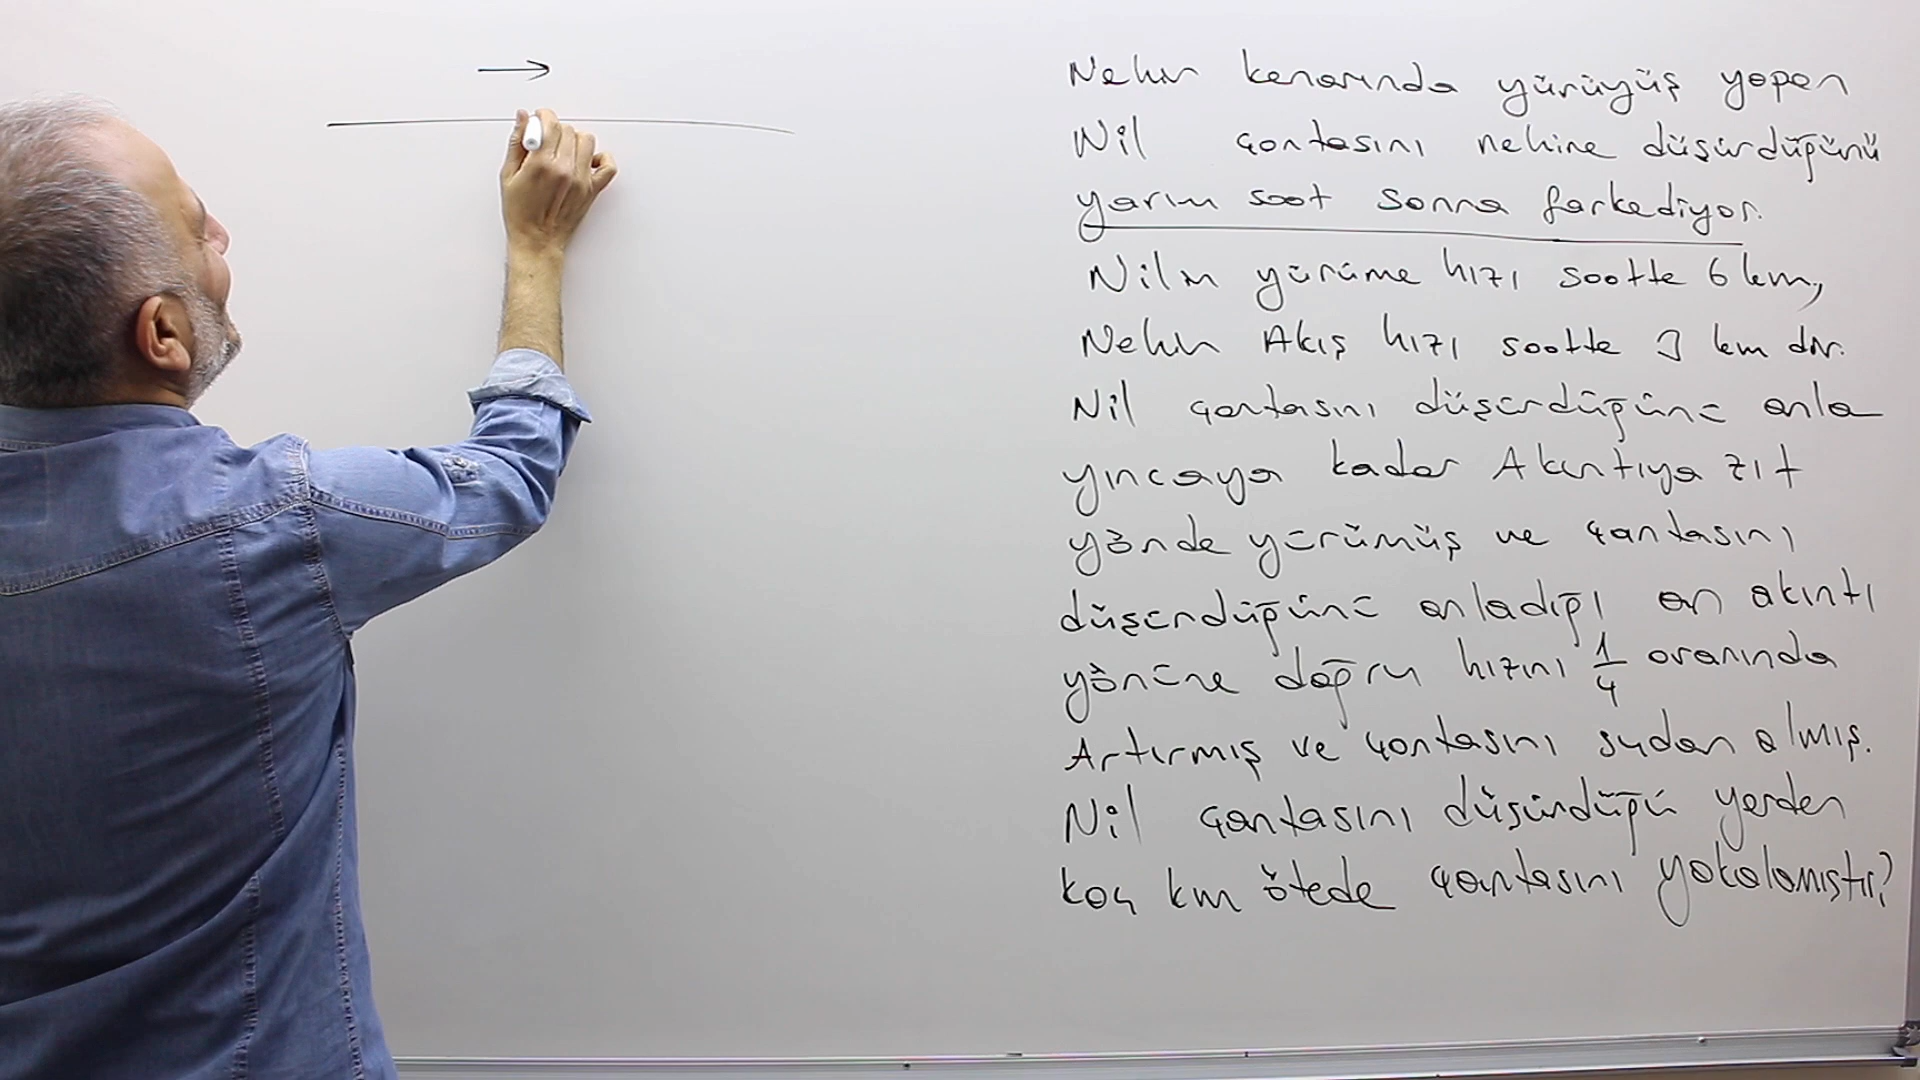 Nehir kenarında yürüyüş yapan
Nil çantasını nehire düşürdüğünü
yarım saat sonra farkediyor.
Nilin yürüme hızı saatte 6 km,
Nehir Akış hızı saatte 3 km dir.
Nil çantasını düşürdüğünü anla
yıncaya kadar Akıntıya zıt
yönde yürümüş ve çantasını
düşürdüğünü anladığı an akıntı
yönüne doğru hızını 1/4 oranında
Artırmış ve çantasını sudan almış.
Nil çantasını düşürdüğü yerden
kaç km ötede çantasını yakalamıştır?